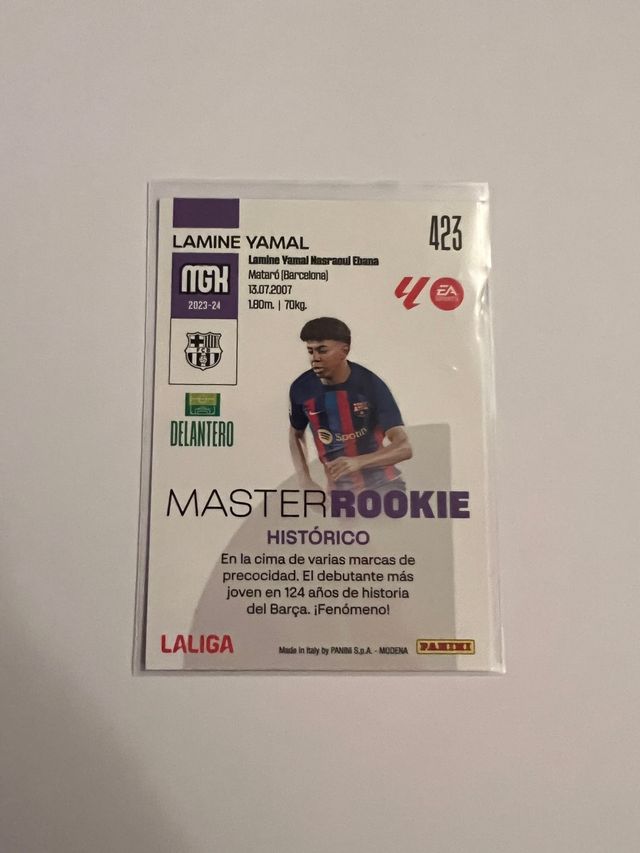 423
LAMINE YAMAL
Lamine Yamal Nasraoui Ebana
Mataró (Barcelona)
13.07.2007
1.80m. | 70kg.
MGK
2023-24
EA
SPORTS
FCB
Spotify
DELANTERO
MASTERROOKIE
HISTÓRICO
En la cima de varias marcas de
precocidad. El debutante más
joven en 124 años de historia
del Barça. ¡Fenómeno!
LALIGA
Made in Italy by PANINI S.p.A. - MODENA
PANINI